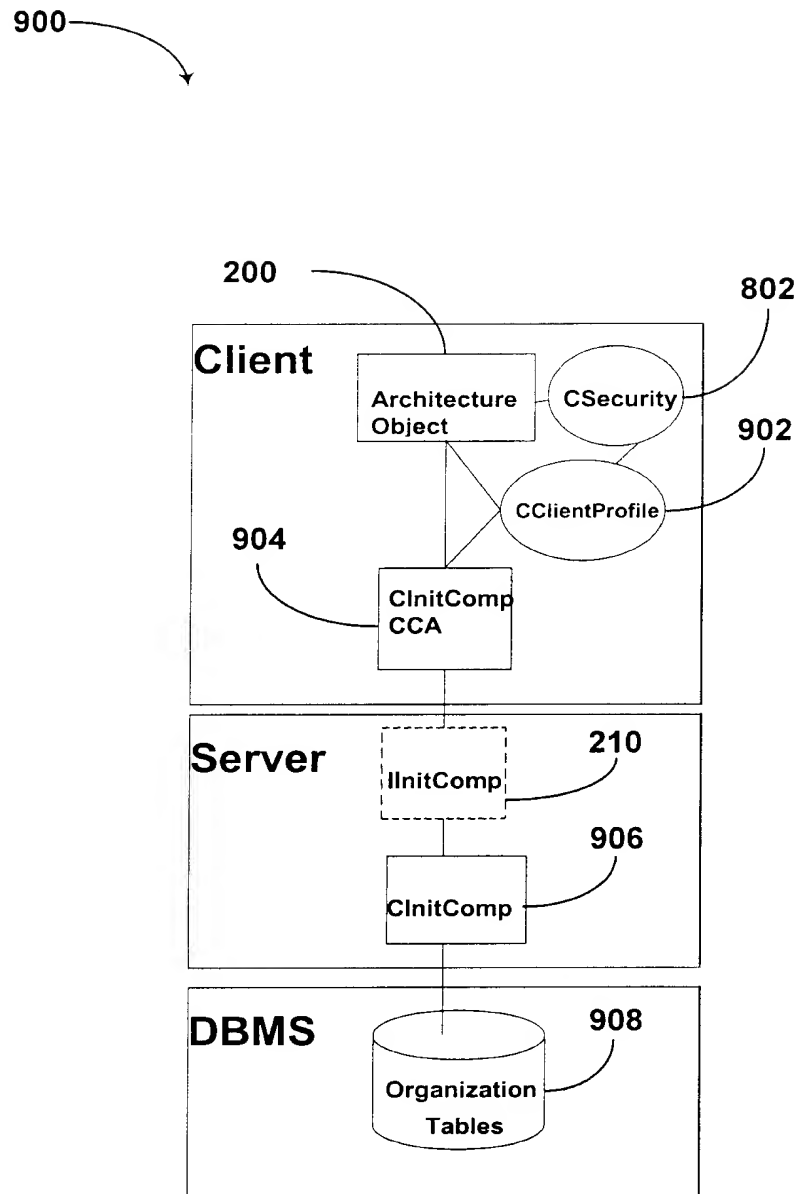 900
200
802
Client
Architecture
Object
CSecurity
902
CClientProfile
904
CInitComp
CCA
Server
210
IInitComp
906
CInitComp
DBMS
908
Organization
Tables